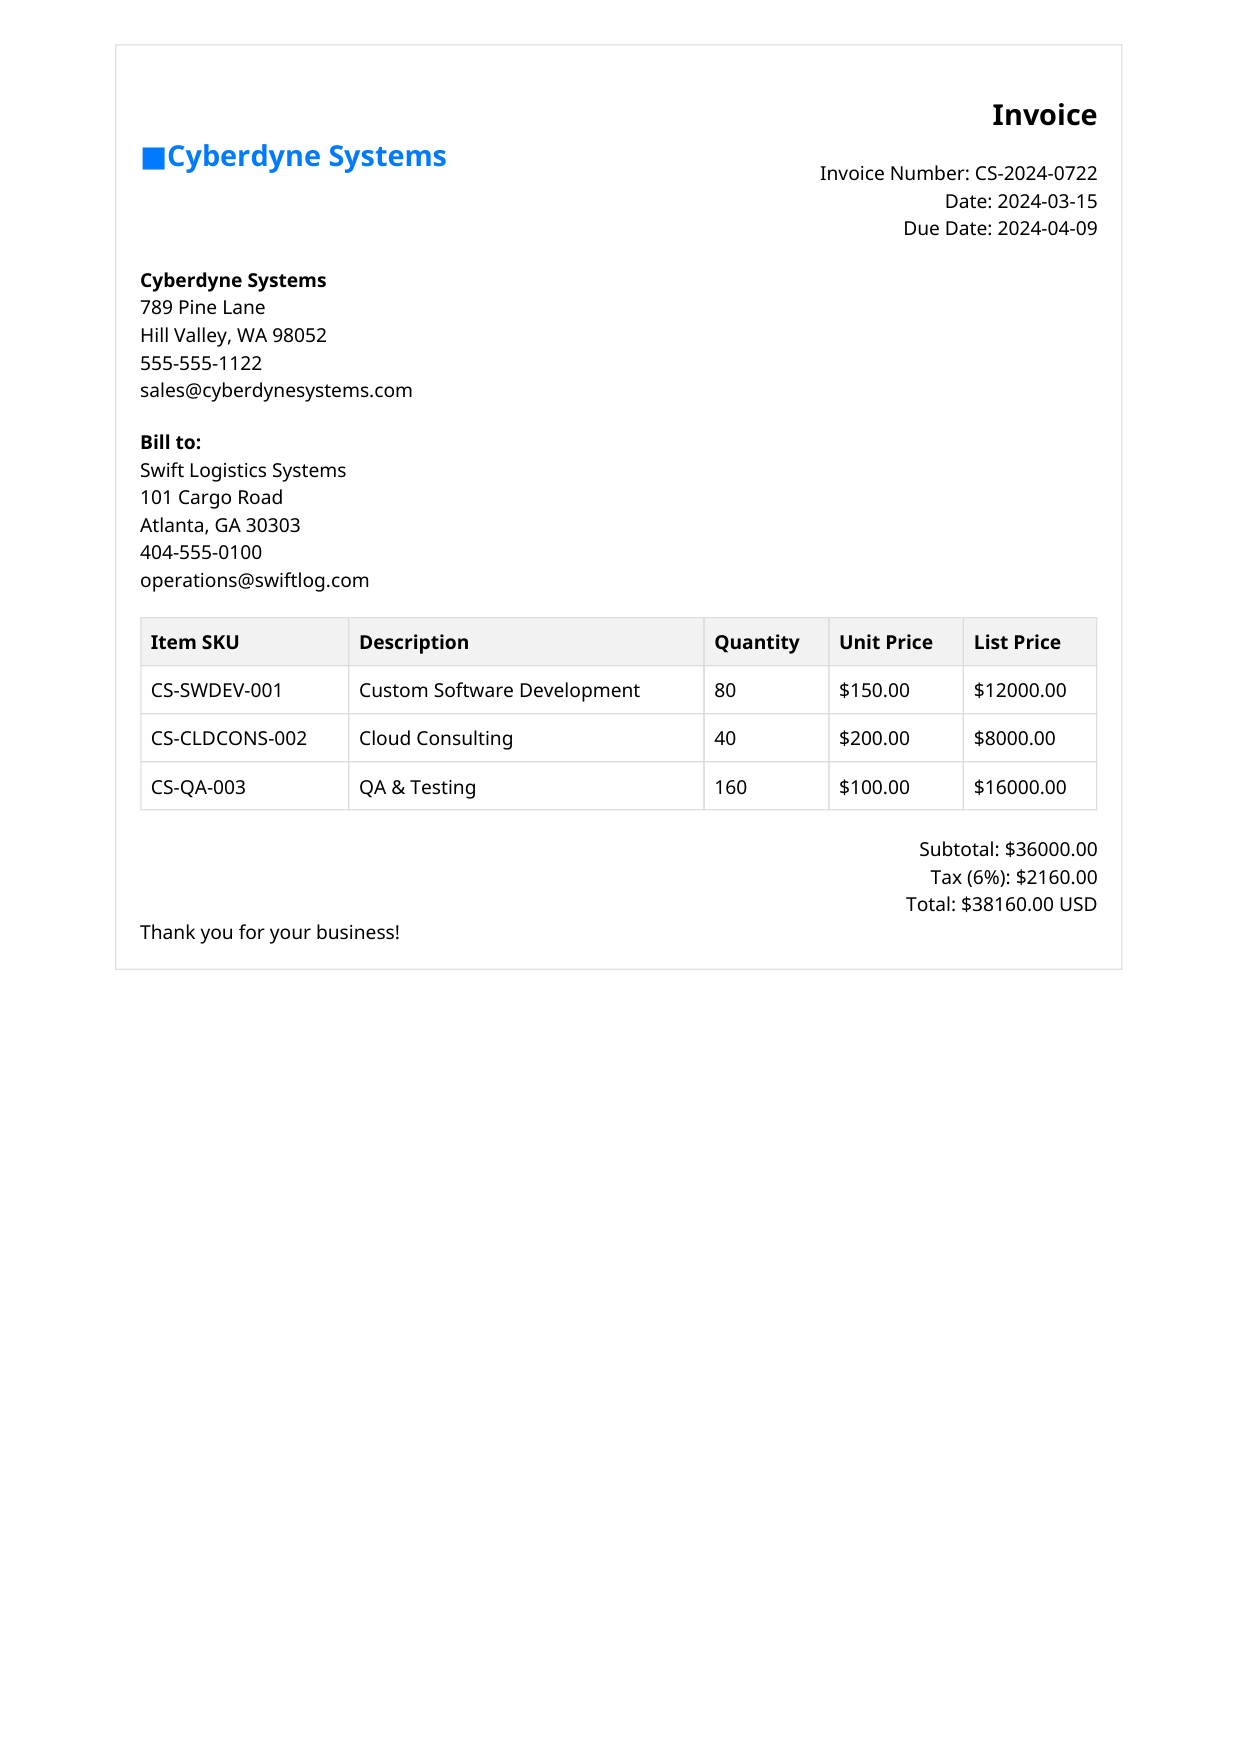 Invoice
■Cyberdyne Systems
Invoice Number: CS-2024-0722
Date: 2024-03-15
Due Date: 2024-04-09
Cyberdyne Systems
789 Pine Lane
Hill Valley, WA 98052
555-555-1122
sales@cyberdynesystems.com
Bill to:
Swift Logistics Systems
101 Cargo Road
Atlanta, GA 30303
404-555-0100
operations@swiftlog.com
Item SKU Description Quantity Unit Price List Price
CS-SWDEV-001 Custom Software Development 80 $150.00 $12000.00
CS-CLDCONS-002 Cloud Consulting 40 $200.00 $8000.00
CS-QA-003 QA & Testing 160 $100.00 $16000.00
Subtotal: $36000.00
Tax (6%): $2160.00
Total: $38160.00 USD
Thank you for your business!